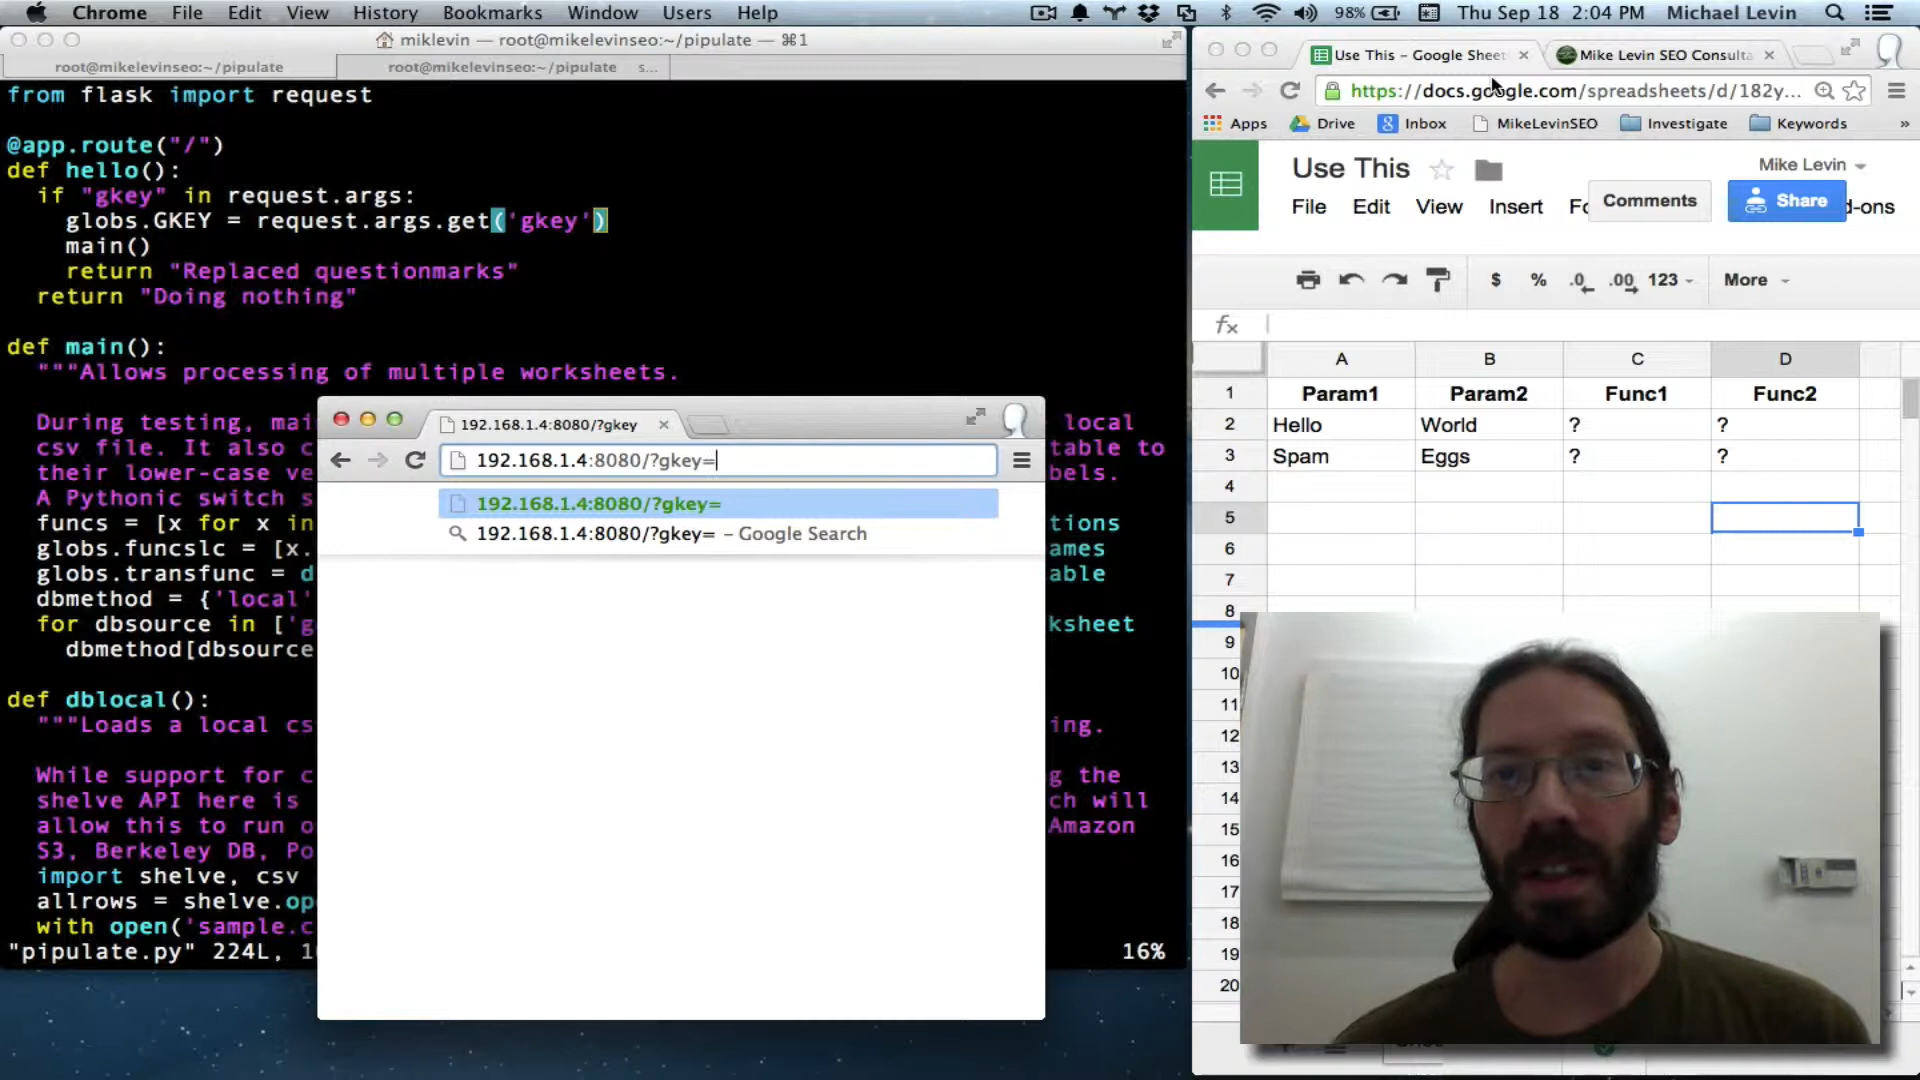 Chrome File Edit View History Bookmarks Window Users Help
98% Thu Sep 18 2:04 PM Michael Levin
miklevin — root@mikelevinseo:~/pipulate — ⌘1
root@mikelevinseo:~/pipulate
root@mikelevinseo:~/pipulate s...
from flask import request
@app.route("/")
def hello():
if "gkey" in request.args:
globs.GKEY = request.args.get('gkey')
main()
return "Replaced questionmarks"
return "Doing nothing"
def main():
"""Allows processing of multiple worksheets.
During testing, mai
local
csv file. It also c
table to
their lower-case ve
bels.
A Pythonic switch s
funcs = [x for x in
tions
globs.funcslc = [x.
ames
globs.transfunc = d
able
dbmethod = {'local'
for dbsource in ['g
ksheet
dbmethod[dbsource
def dblocal():
"""Loads a local cs
ng.
While support for c
g the
shelve API here is
ch will
allow this to run o
Amazon
S3, Berkeley DB, Po
import shelve, csv
allrows = shelve.op
with open('sample.c
"pipulate.py" 224L, 1
16%
192.168.1.4:8080/?gkey
192.168.1.4:8080/?gkey=
192.168.1.4:8080/?gkey=
192.168.1.4:8080/?gkey= – Google Search
Use This – Google Sheet
Mike Levin SEO Consulta
https://docs.google.com/spreadsheets/d/182y...
Apps Drive Inbox MikeLevinSEO Investigate Keywords »
Use This
Mike Levin
File Edit View Insert Fo
Comments
Share
d-ons
$ % .0 .00 123 More
fx
A B C D
1 Param1 Param2 Func1 Func2
2 Hello World ? ?
3 Spam Eggs ? ?
4
5
6
7
8
9
10
11
12
13
14
15
16
17
18
19
20